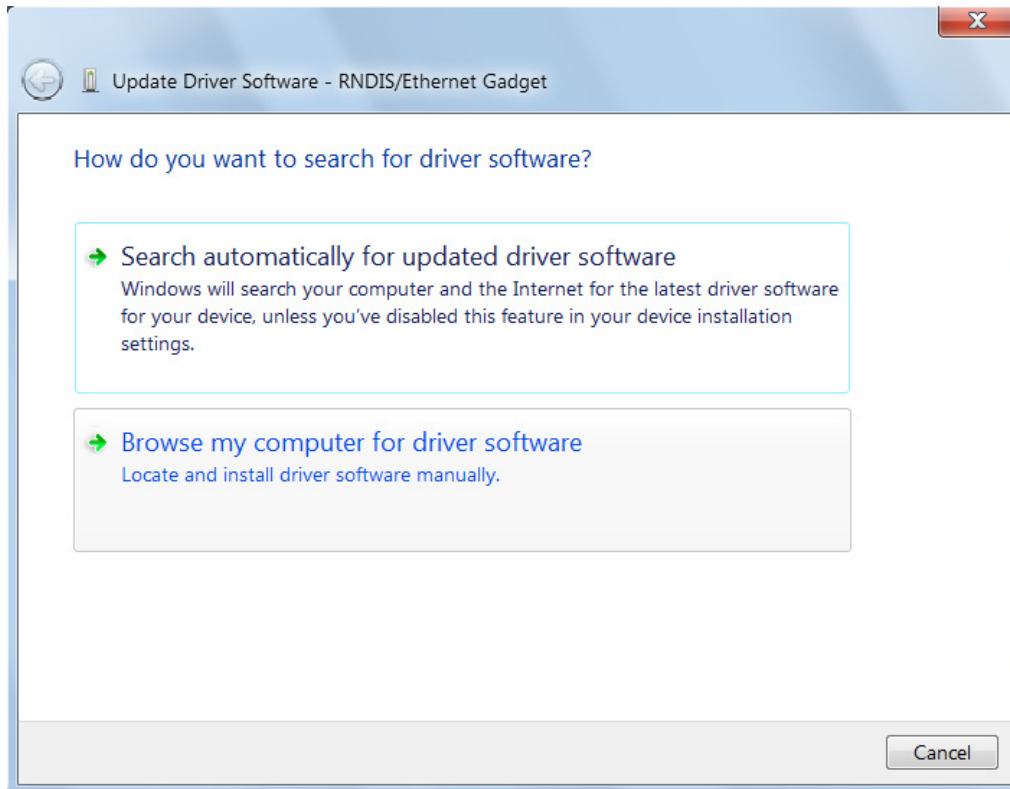 X
Update Driver Software - RNDIS/Ethernet Gadget
How do you want to search for driver software?
Search automatically for updated driver software
Windows will search your computer and the Internet for the latest driver software
for your device, unless you've disabled this feature in your device installation
settings.
Browse my computer for driver software
Locate and install driver software manually.
Cancel